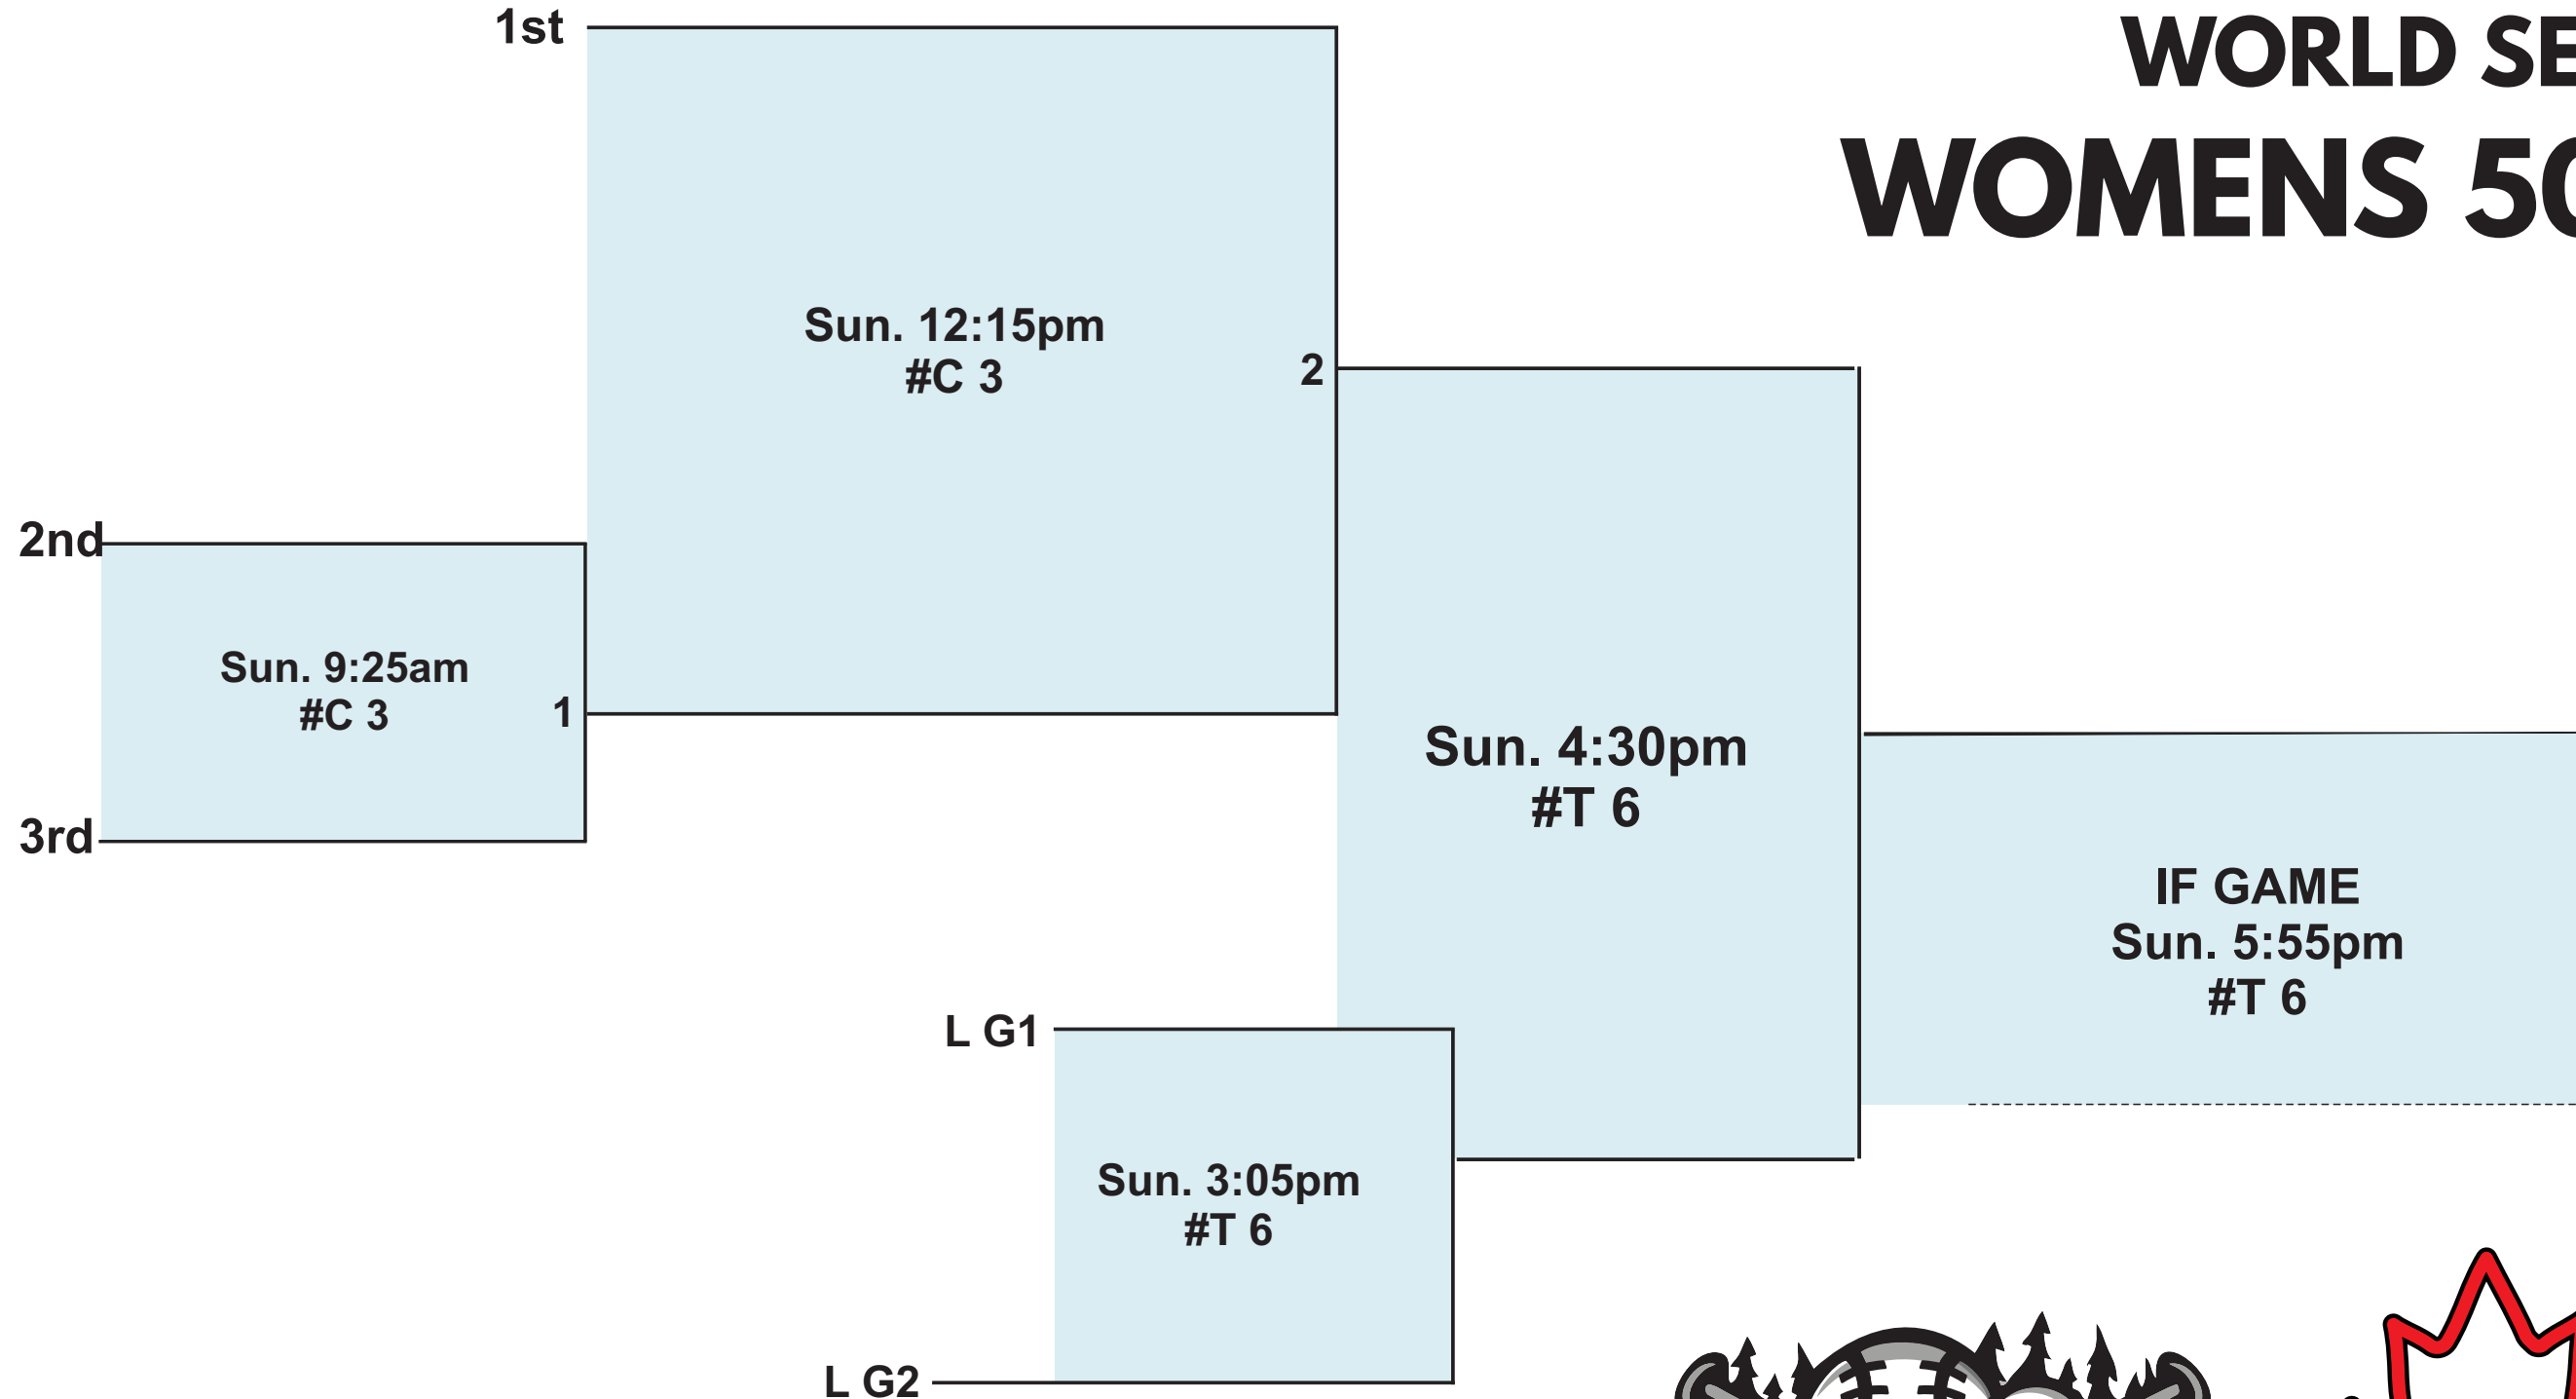 1st
WORLD SE
WOMENS 50
Sun. 12:15pm
#C 3
2
2nd
Sun. 9:25am
#C 3
1
3rd
Sun. 4:30pm
#T 6
IF GAME
Sun. 5:55pm
#T 6
L G1
Sun. 3:05pm
#T 6
L G2